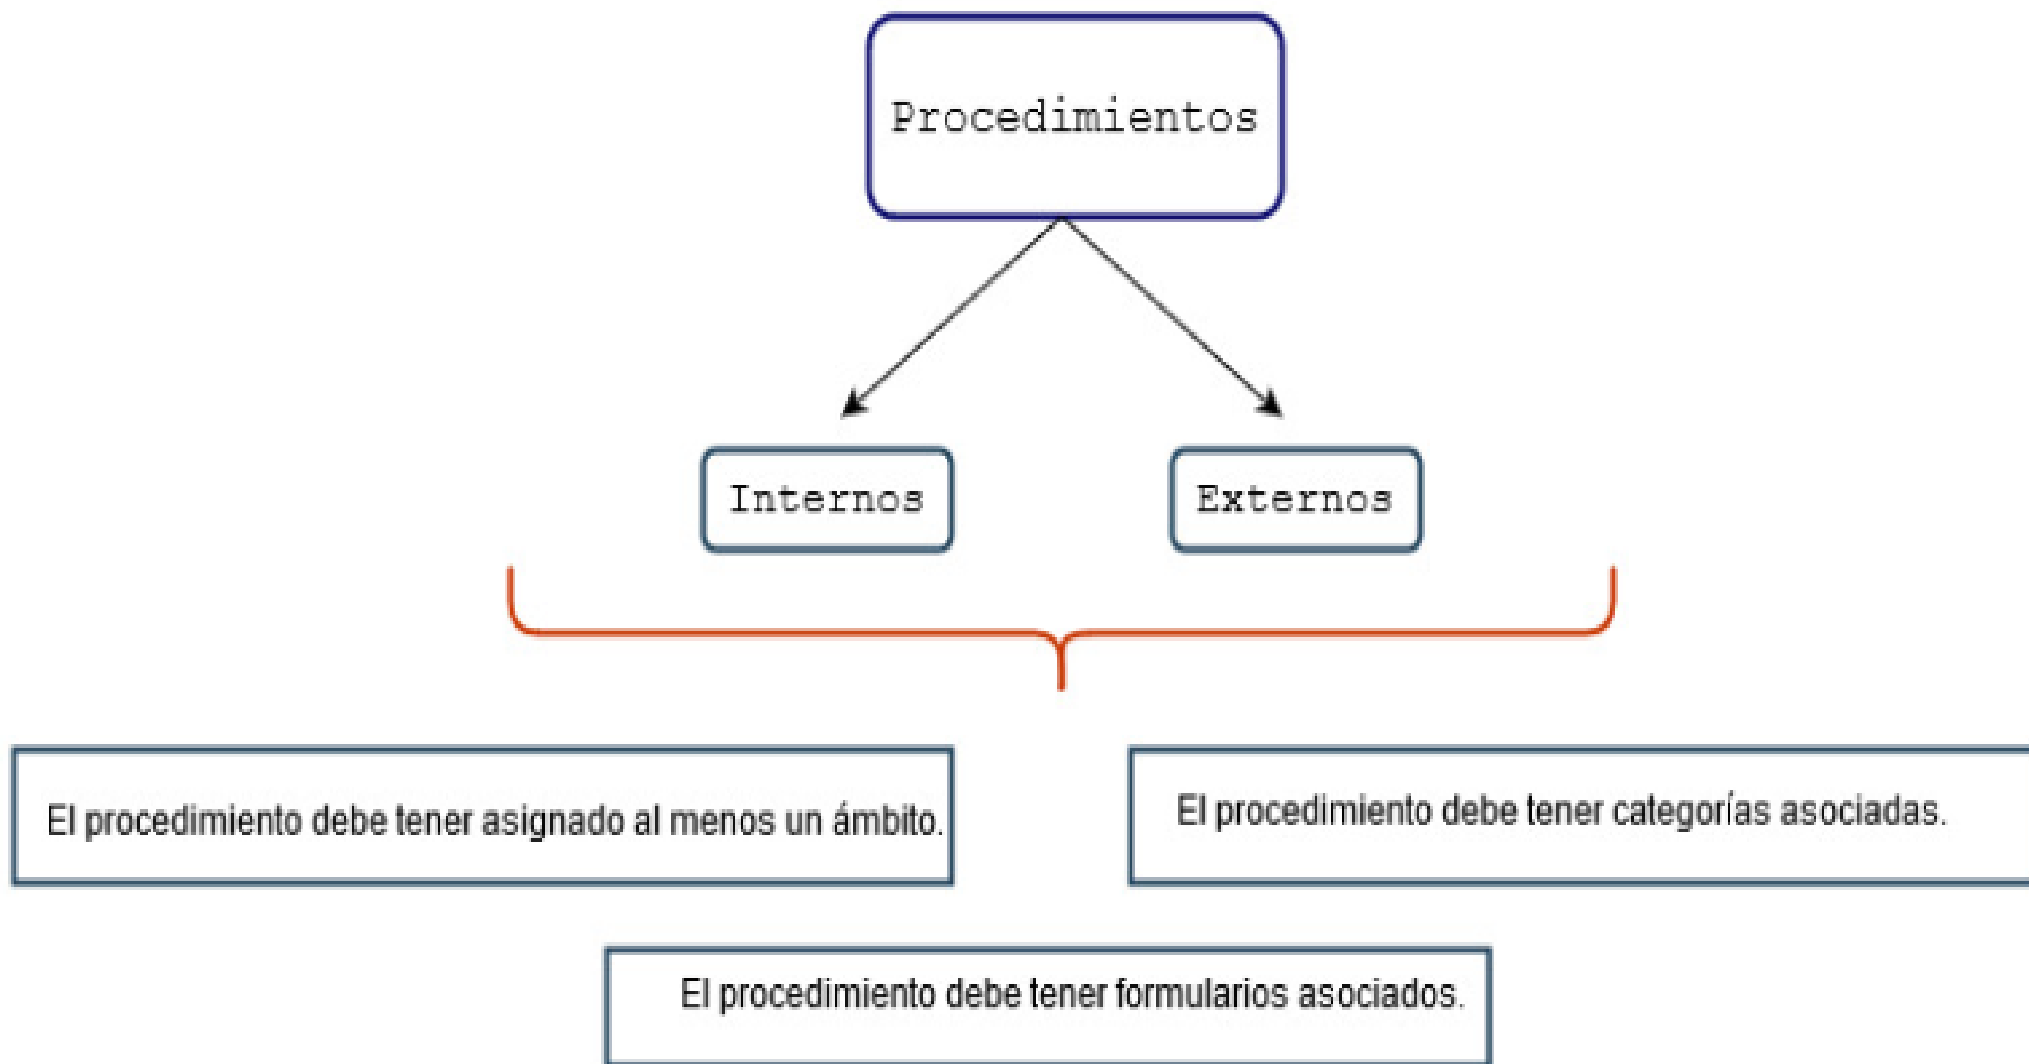 Procedimientos
Internos
Externos
El procedimiento debe tener asignado al menos un ámbito.
El procedimiento debe tener categorías asociadas.
El procedimiento debe tener formularios asociados.